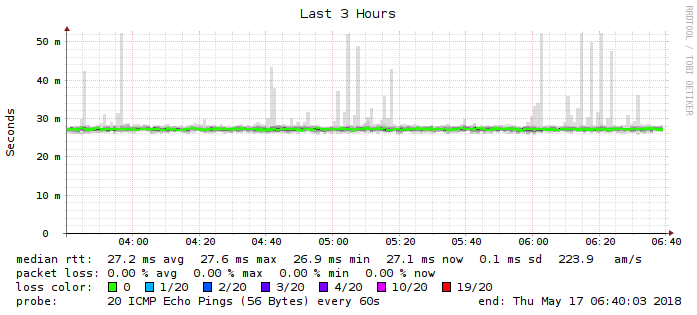 Last 3 Hours
RRDTOOL / TOBI OETIKER
Seconds
50 m
40 m
30 m
20 m
10 m
0
04:00 04:20 04:40 05:00 05:20 05:40 06:00 06:20 06:40
median rtt: 27.2 ms avg 27.6 ms max 26.9 ms min 27.1 ms now 0.1 ms sd 223.9 am/s
packet loss: 0.00 % avg 0.00 % max 0.00 % min 0.00 % now
loss color: 0 1/20 2/20 3/20 4/20 10/20 19/20
probe: 20 ICMP Echo Pings (56 Bytes) every 60s end: Thu May 17 06:40:03 2018